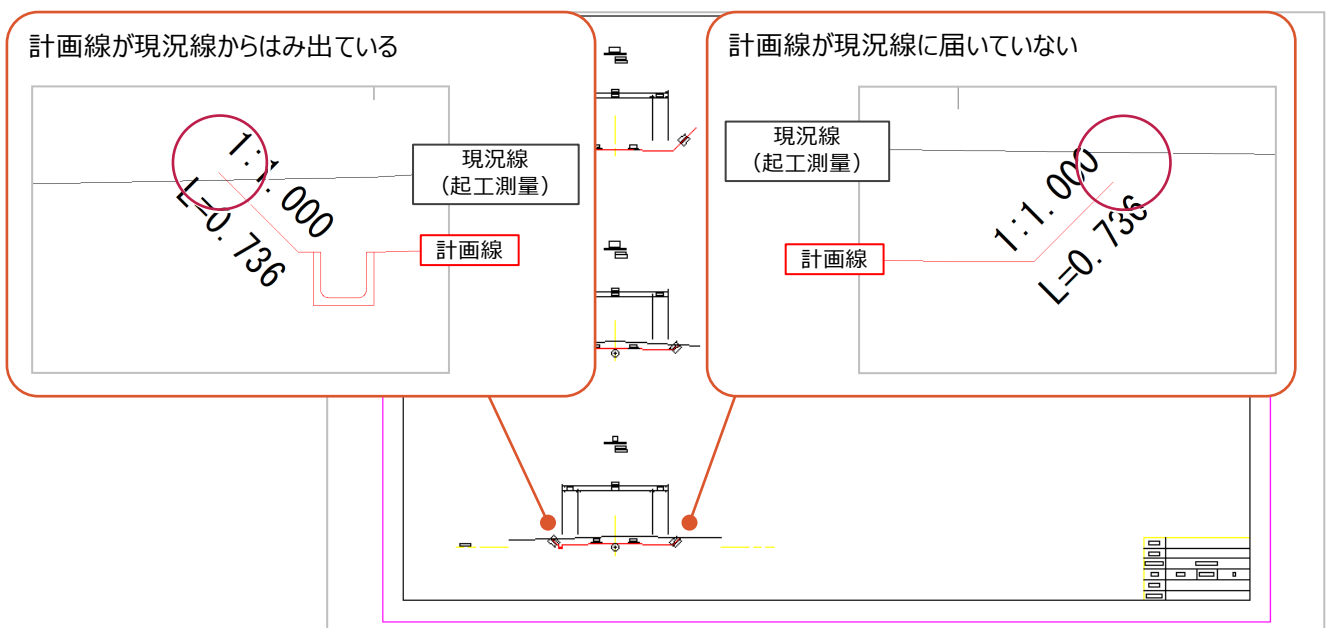 計画線が現況線からはみ出ている
1:1.000
L=0.736
現況線
（起工測量）
計画線
計画線が現況線に届いていない
現況線
（起工測量）
1:1.000
L=0.736
計画線